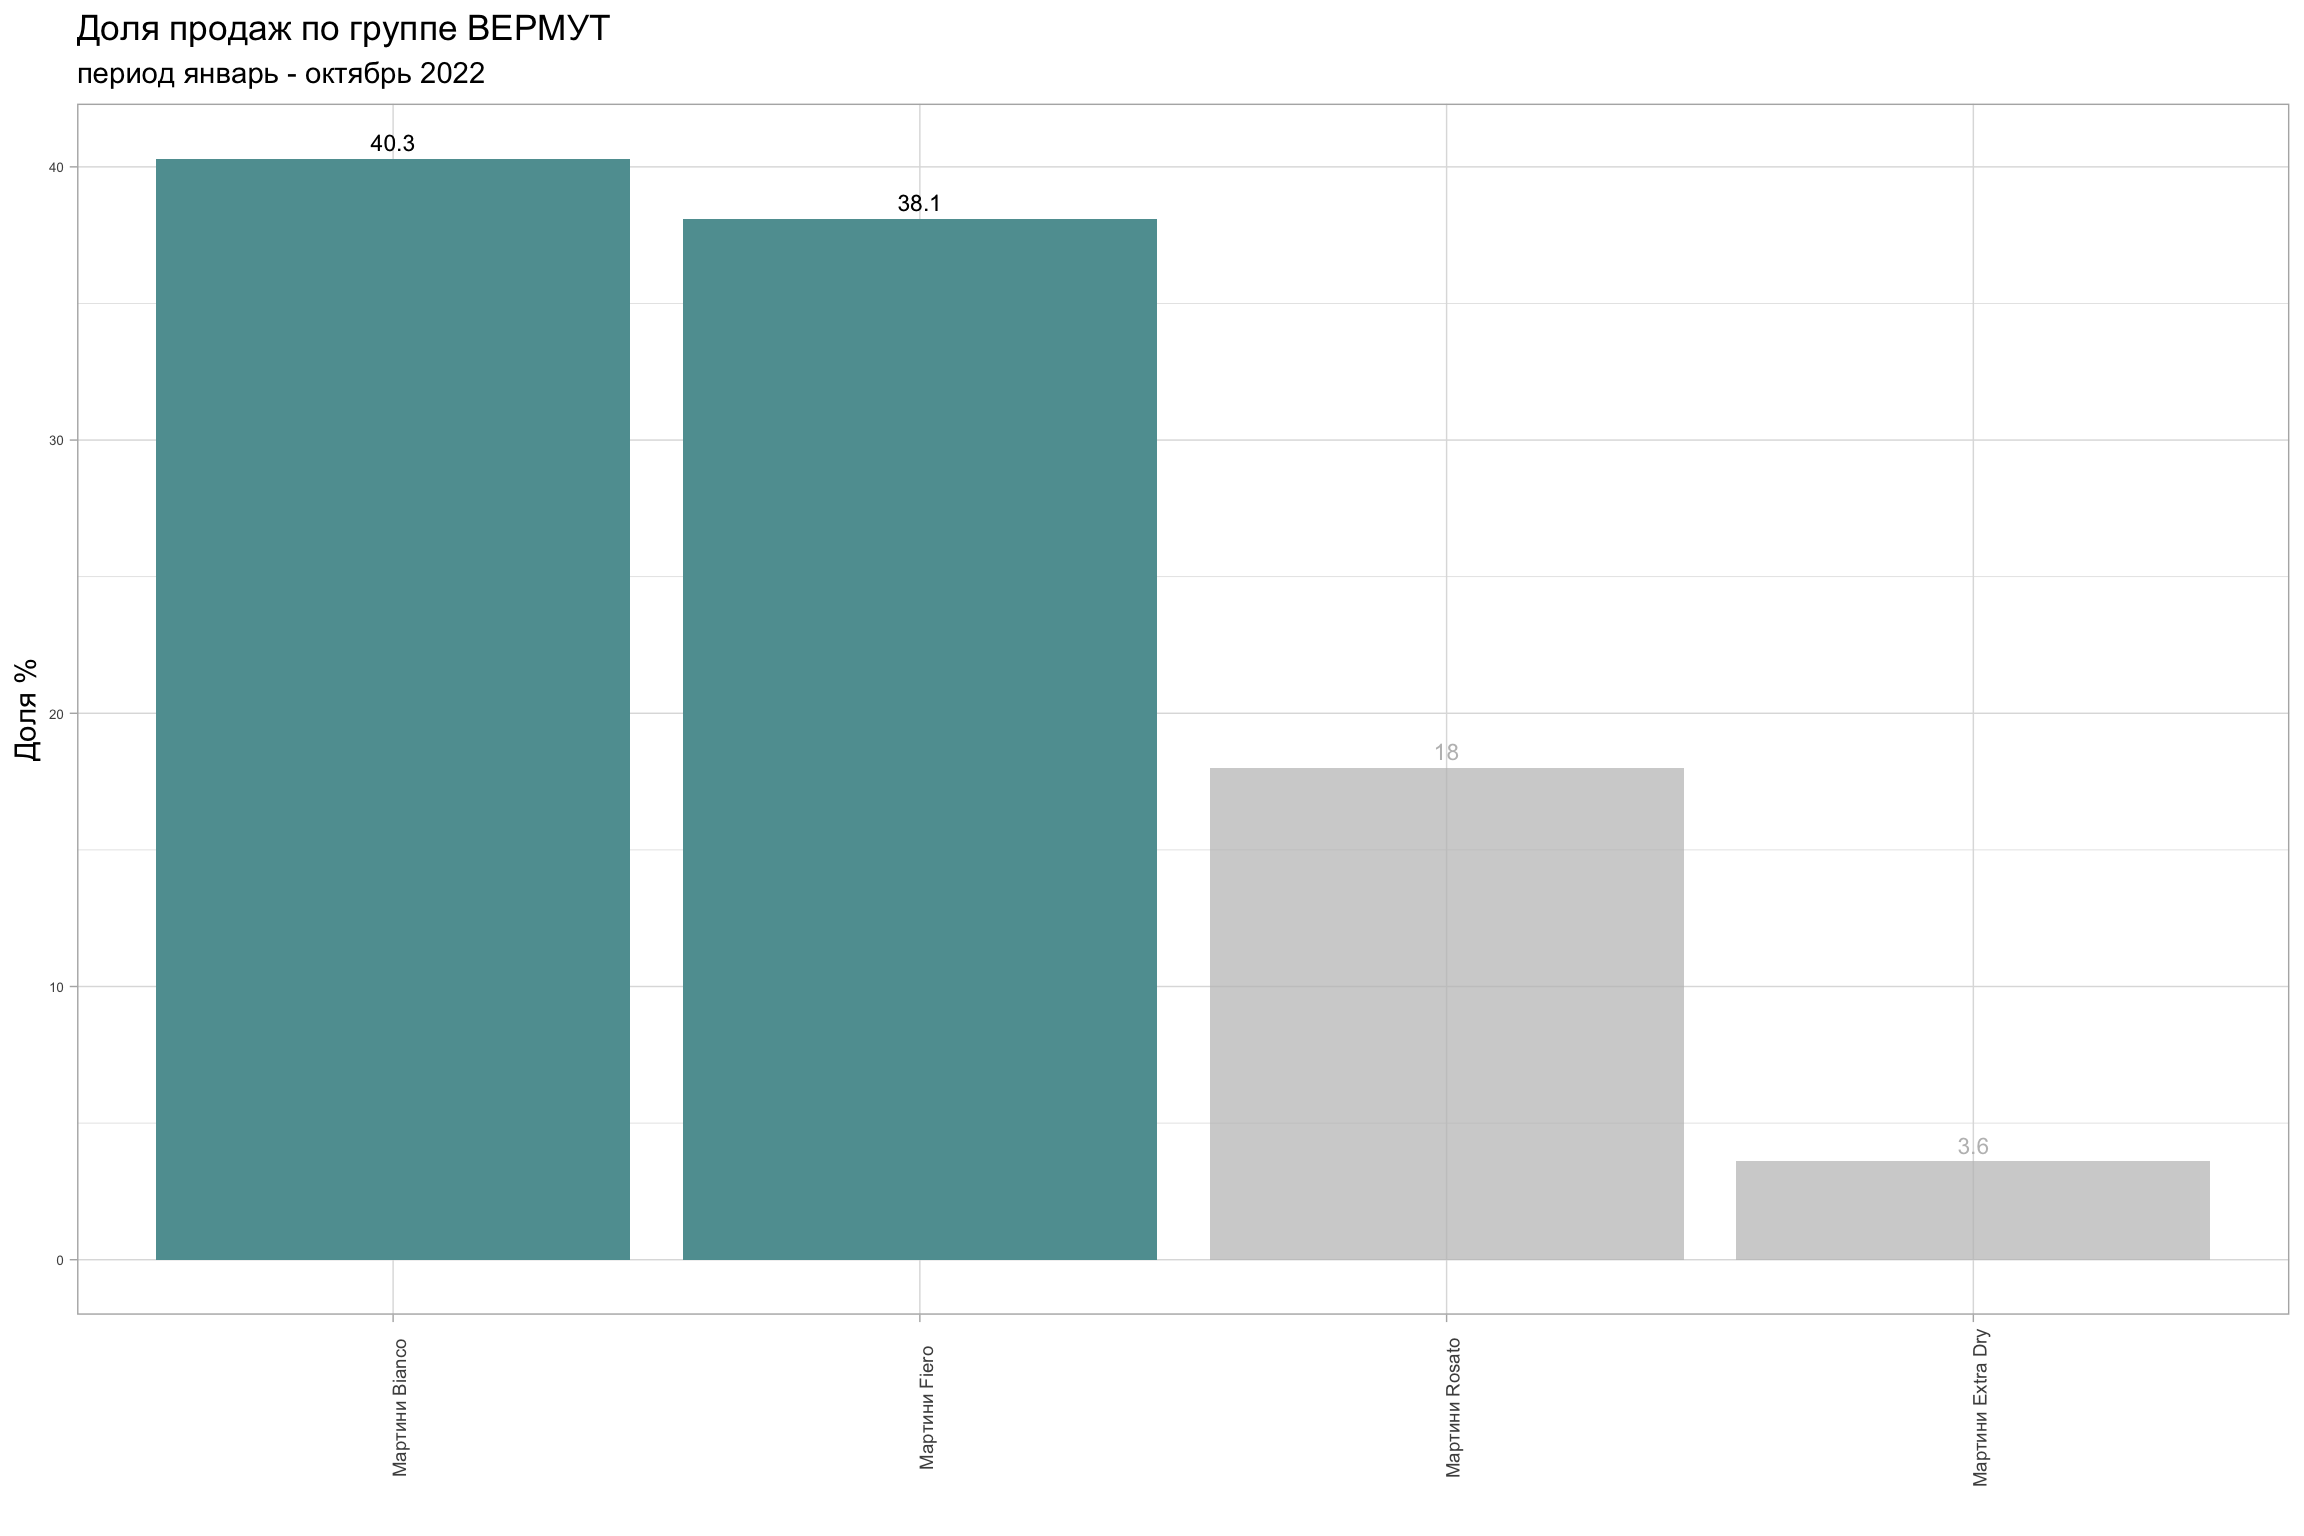 Доля продаж по группе ВЕРМУТ
период январь - октябрь 2022
Доля %
40
30
20
10
0
40.3
38.1
18
3.6
Мартини Bianco
Мартини Fiero
Мартини Rosato
Мартини Extra Dry